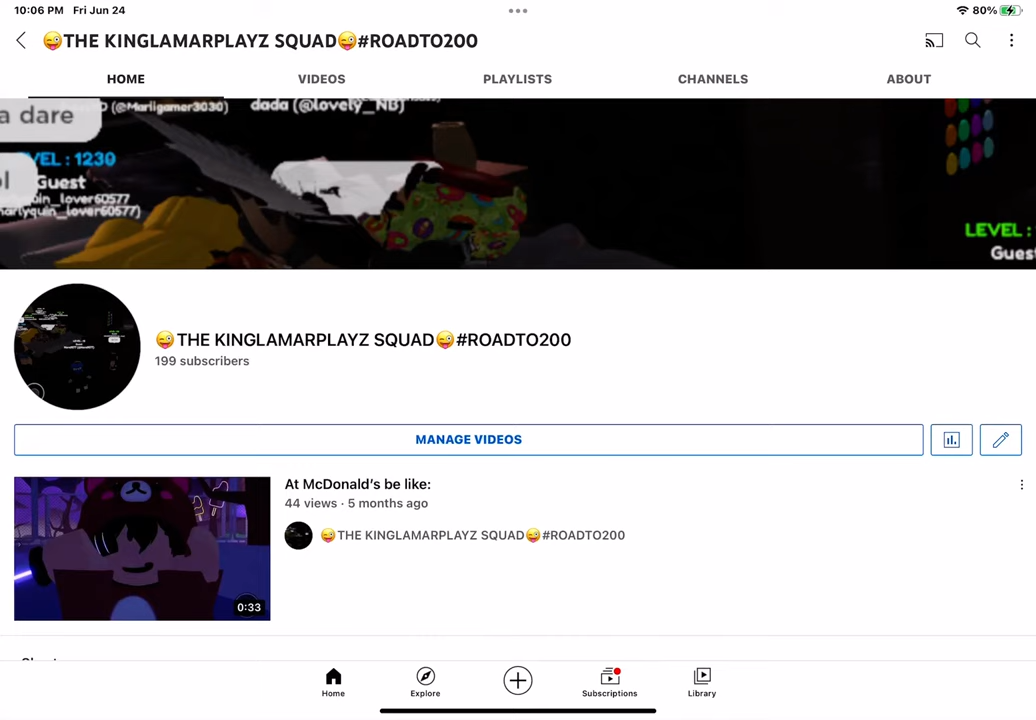 10:06 PM Fri Jun 24
80%
😜THE KINGLAMARPLAYZ SQUAD😜#ROADTO200
HOME VIDEOS PLAYLISTS CHANNELS ABOUT
(@Marligamer3030)
dada (@lovely_NB)
a dare
LEVEL : 1230
Guest
LEVEL :
😜THE KINGLAMARPLAYZ SQUAD😜#ROADTO200
199 subscribers
MANAGE VIDEOS
At McDonald's be like:
44 views · 5 months ago
😜THE KINGLAMARPLAYZ SQUAD😜#ROADTO200
0:33
Home Explore Subscriptions Library